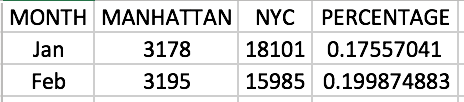 MONTH MANHATTAN NYC PERCENTAGE
Jan 3178 18101 0.17557041
Feb 3195 15985 0.199874883